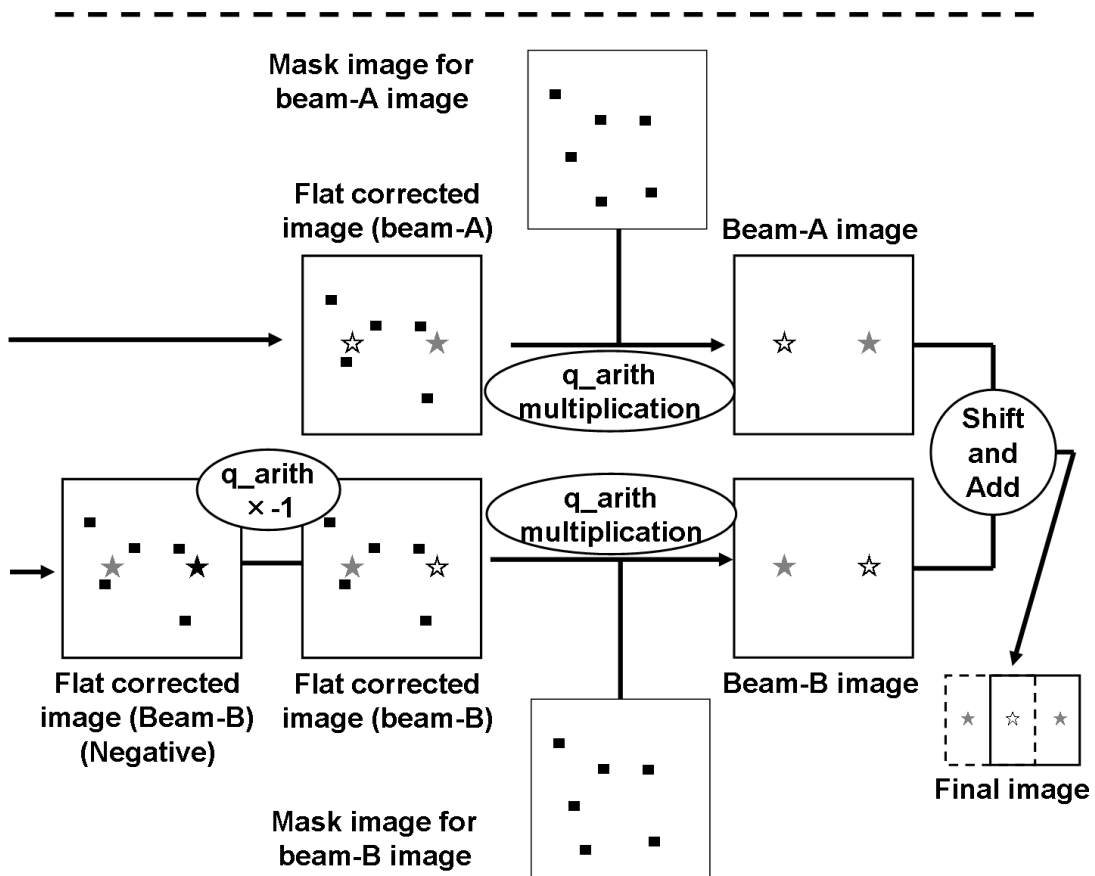 Mask image for
beam-A image
Flat corrected
image (beam-A)
Beam-A image
q_arith
multiplication
Shift
and
Add
q_arith
× -1
q_arith
multiplication
Flat corrected
image (Beam-B)
(Negative)
Flat corrected
image (beam-B)
Beam-B image
Final image
Mask image for
beam-B image